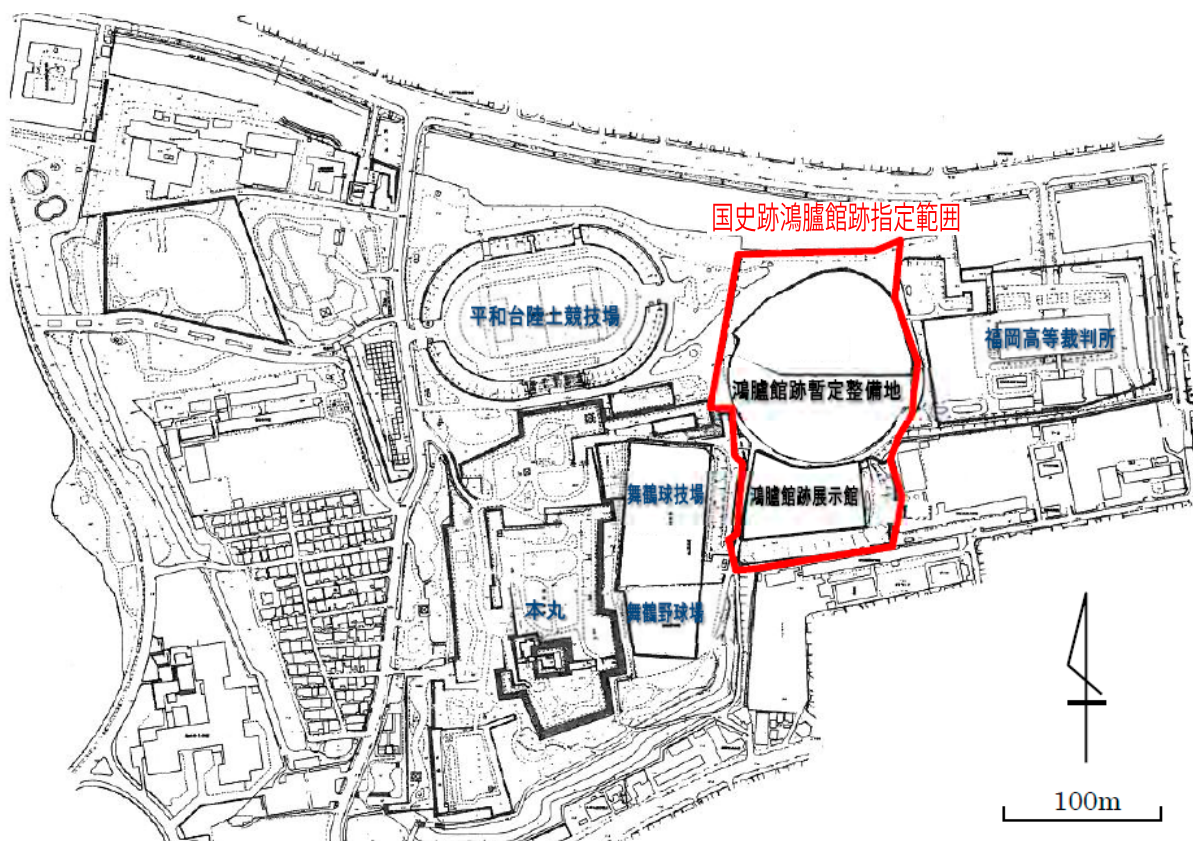 国史跡鴻臚館跡指定範囲
平和台陸上競技場
福岡高等裁判所
鴻臚館跡暫定整備地
舞鶴球技場
鴻臚館跡展示館
本丸
舞鶴野球場
100m